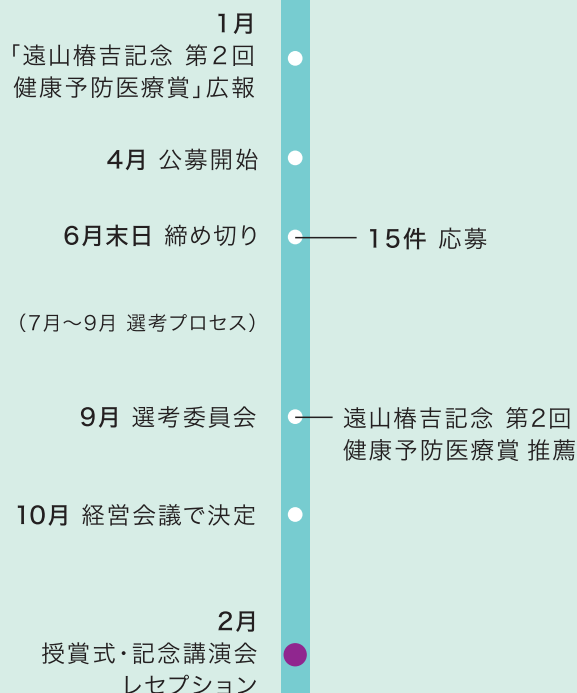 1月
「遠山椿吉記念 第2回
健康予防医療賞」広報
4月 公募開始
6月末日 締め切り
15件 応募
（7月～9月 選考プロセス）
9月 選考委員会
遠山椿吉記念 第2回
健康予防医療賞 推薦
10月 経営会議で決定
2月
授賞式・記念講演会
レセプション